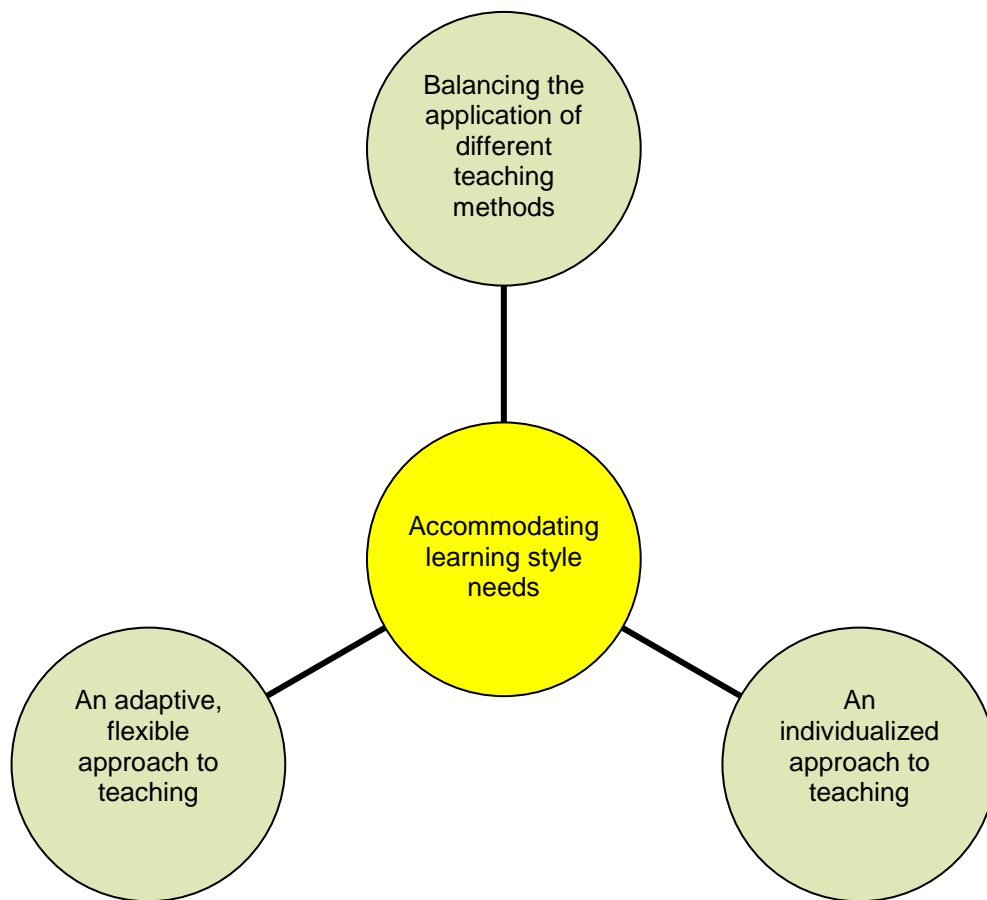 Balancing the
application of
different
teaching
methods
Accommodating
learning style
needs
An adaptive,
flexible
approach to
teaching
An
individualized
approach to
teaching